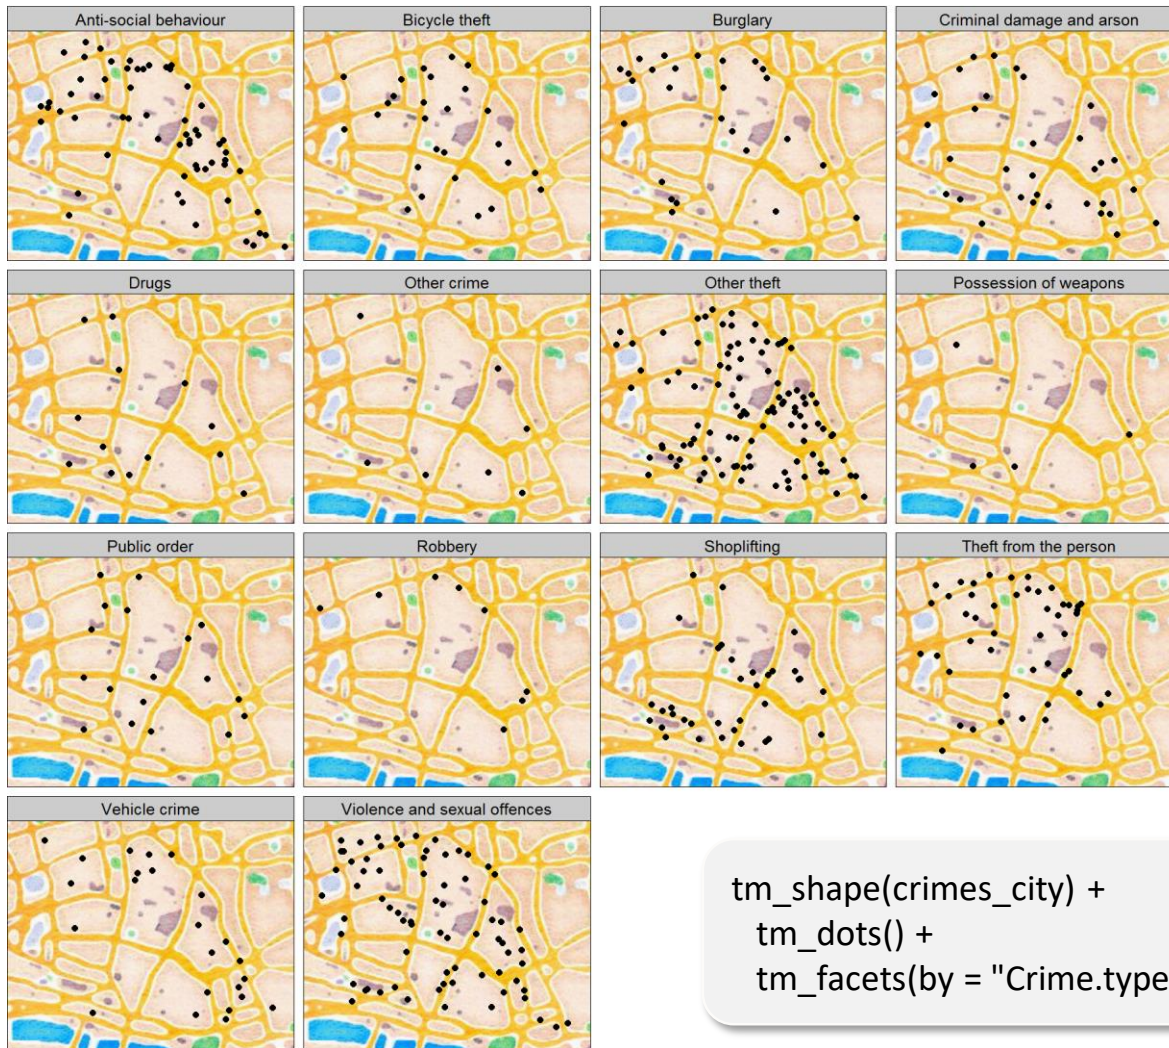 Anti-social behaviour
Bicycle theft
Burglary
Criminal damage and arson
Drugs
Other crime
Other theft
Possession of weapons
Public order
Robbery
Shoplifting
Theft from the person
Vehicle crime
Violence and sexual offences
tm_shape(crimes_city) +
tm_dots() +
tm_facets(by = "Crime.type